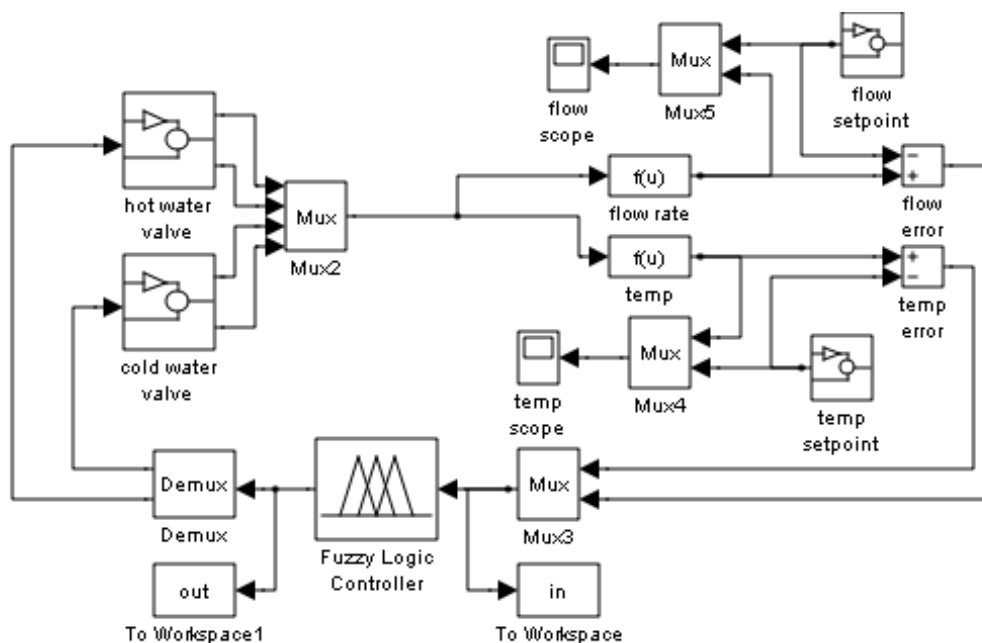 Mux
flow
scope
Mux5
flow
setpoint
hot water
valve
Mux
Mux2
f(u)
flow rate
−
+
flow
error
f(u)
temp
+
−
temp
error
cold water
valve
temp
scope
Mux
Mux4
temp
setpoint
Demux
Demux
Fuzzy Logic
Controller
Mux
Mux3
out
To Workspace1
in
To Workspace